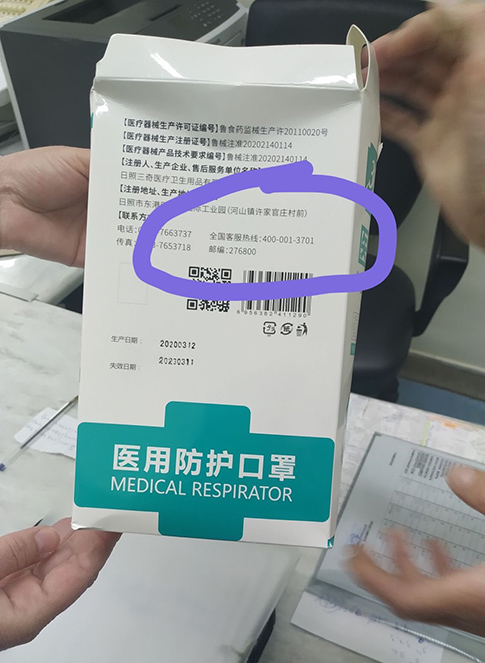 【医疗器械生产许可证编号】鲁食药监械生产许20110020号
【医疗器械生产注册证号】鲁械注准20202140114
【医疗器械产品技术要求编号】鲁械注准20202140114
【注册人、生产企业、售后服务单位名称
日照三奇医疗卫生用品有
【注册地址、生产地
日照市东港 际工业园(河山镇许家官庄村前)
【联系方
电话: 7663737 全国客服热线:400-001-3701
传真: -7653718 邮编:276800
6956362411290
生产日期: 20200312
失效日期: 20230311
医用防护口罩
MEDICAL RESPIRATOR